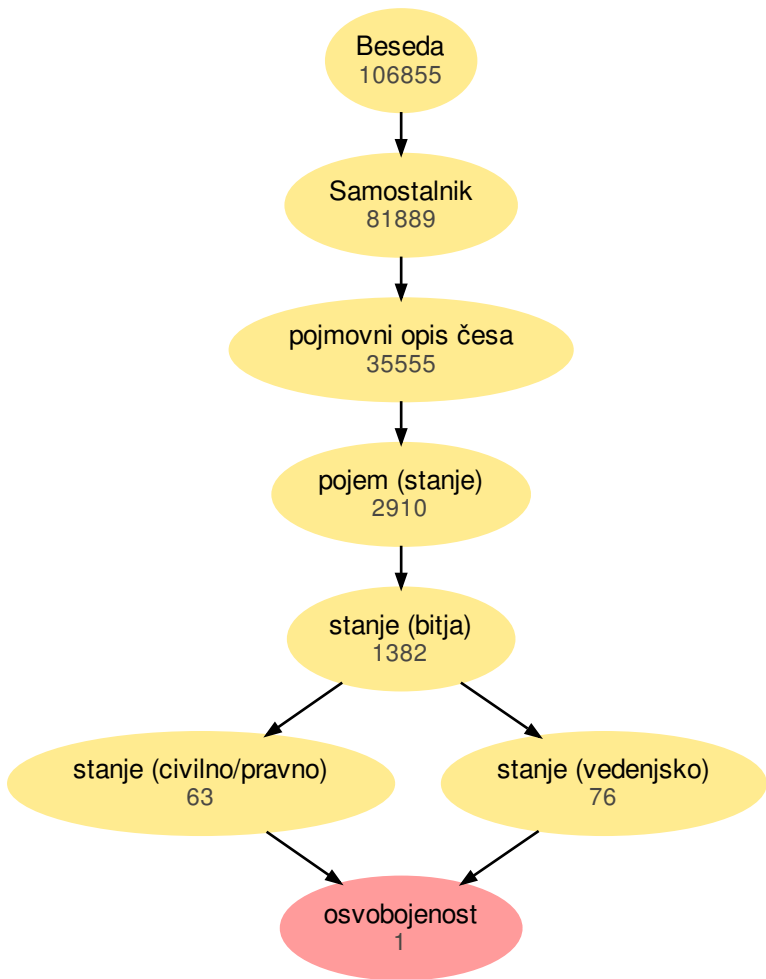 Beseda
106855
Samostalnik
81889
pojmovni opis česa
35555
pojem (stanje)
2910
stanje (bitja)
1382
stanje (civilno/pravno)
63
stanje (vedenjsko)
76
osvobojenost
1